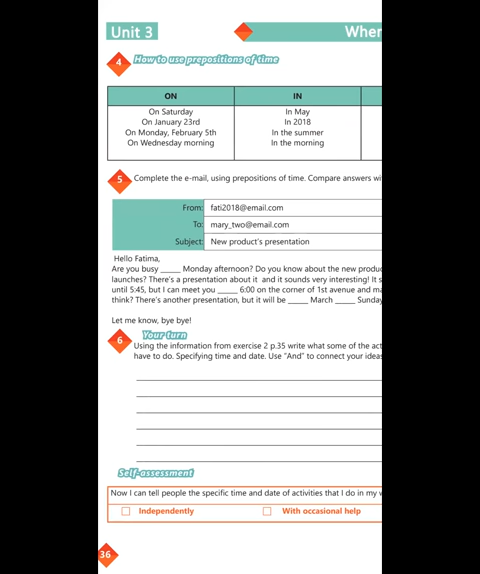 Unit 3
4 How to use prepositions of time
ON IN
On Saturday In May
On January 23rd In 2018
On Monday, February 5th In the summer
On Wednesday morning In the morning
5 Complete the e-mail, using prepositions of time. Compare answers
From: fati2018@email.com
To: mary_two@email.com
Subject: New product's presentation
Hello Fatima,
Are you busy _____ Monday afternoon? Do you know about the new
launches? There's a presentation about it and it sounds very interesting! It
until 5:45, but I can meet you _____ 6:00 on the corner of 1st avenue and
think? There's another presentation, but it will be _____ March _____ Sunday
Let me know, bye bye!
6 Your turn
Using the information from exercise 2 p.35 write what some of the
have to do. Specifying time and date. Use "And" to connect your ideas
Self-assessment
Now I can tell people the specific time and date of activities that I do in my
Independently With occasional help
36